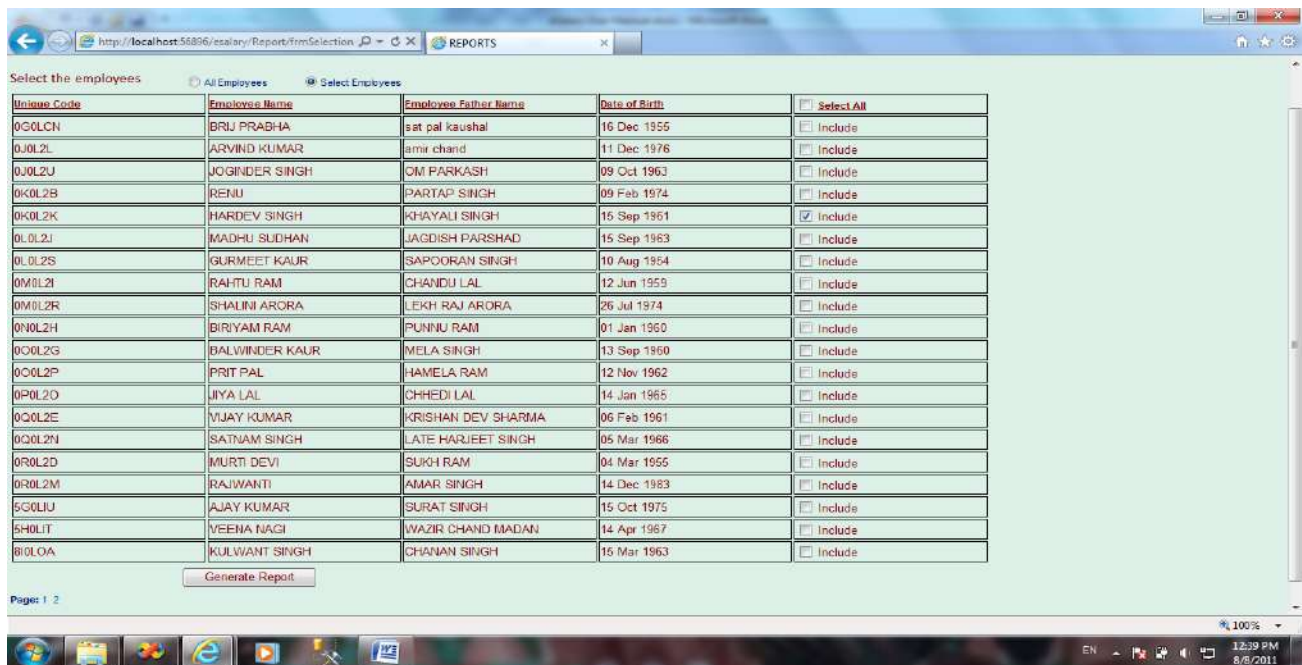 http://localhost:56896/esalary/Report/frmSelection REPORTS
Select the employees All Employees Select Employees
Unique Code Employee Name Employee Father Name Date of Birth Select All
0G0LCN BRIJ PRABHA sat pal kaushal 16 Dec 1955 Include
0J0L2L ARVIND KUMAR amir chand 11 Dec 1976 Include
0J0L2U JOGINDER SINGH OM PARKASH 09 Oct 1963 Include
0K0L2B RENU PARTAP SINGH 09 Feb 1974 Include
0K0L2K HARDEV SINGH KHAYALI SINGH 15 Sep 1961 Include
0L0L2J MADHU SUDHAN JAGDISH PARSHAD 15 Sep 1963 Include
0L0L2S GURMEET KAUR SAPOORAN SINGH 10 Aug 1954 Include
0M0L2I RAHTU RAM CHANDU LAL 12 Jun 1959 Include
0M0L2R SHALINI ARORA LEKH RAJ ARORA 26 Jul 1974 Include
0N0L2H BIRIYAM RAM PUNNU RAM 01 Jan 1960 Include
0O0L2G BALWINDER KAUR MELA SINGH 13 Sep 1960 Include
0O0L2P PRIT PAL HAMELA RAM 12 Nov 1962 Include
0P0L2O JIYA LAL CHHEDI LAL 14 Jan 1965 Include
0Q0L2E VIJAY KUMAR KRISHAN DEV SHARMA 06 Feb 1961 Include
0Q0L2N SATNAM SINGH LATE HARJEET SINGH 05 Mar 1966 Include
0R0L2D MURTI DEVI SUKH RAM 04 Mar 1955 Include
0R0L2M RAJWANTI AMAR SINGH 14 Dec 1983 Include
5G0LIU AJAY KUMAR SURAT SINGH 15 Oct 1975 Include
5H0LIT VEENA NAGI WAZIR CHAND MADAN 14 Apr 1967 Include
8I0LOA KULWANT SINGH CHANAN SINGH 15 Mar 1963 Include
Generate Report
Page: 1 2
100%
EN 12:39 PM
8/8/2011